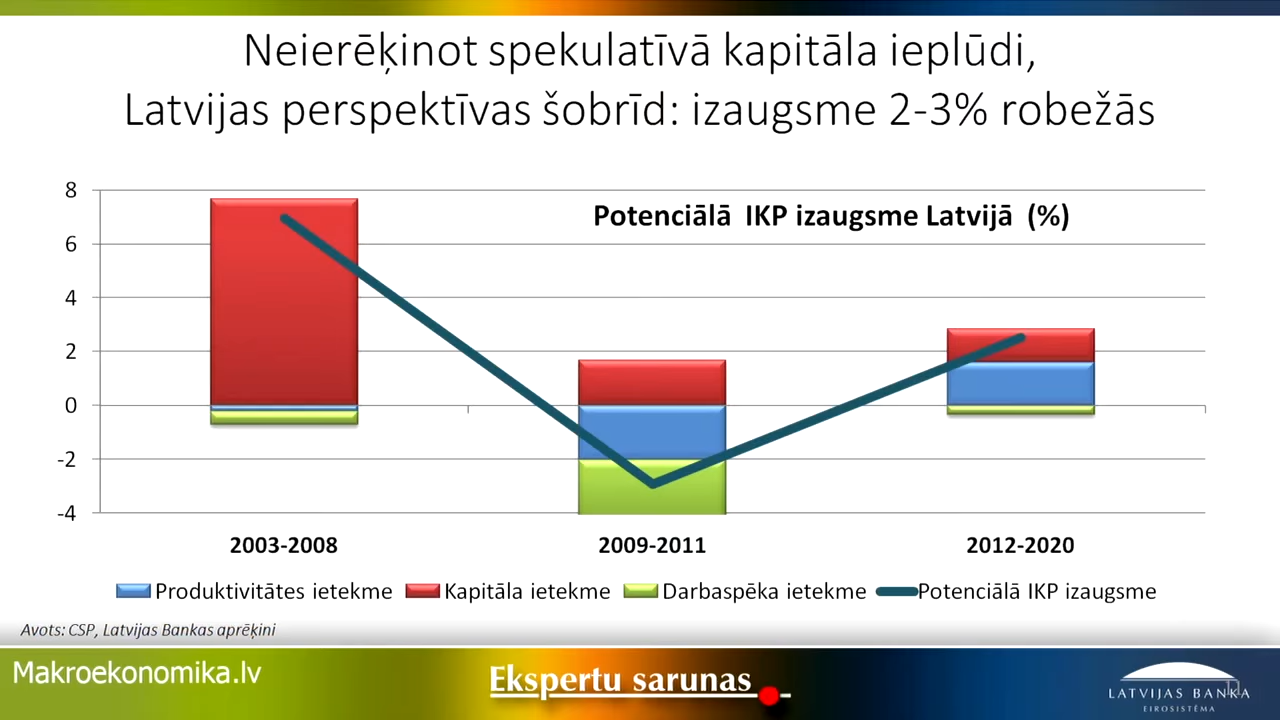 Neierēķinot spekulatīvā kapitāla ieplūdi,
Latvijas perspektīvas šobrīd: izaugsme 2-3% robežās
Potenciālā IKP izaugsme Latvijā (%)
8
6
4
2
0
-2
-4
2003-2008 2009-2011 2012-2020
Produktivitātes ietekme Kapitāla ietekme Darbaspēka ietekme Potenciālā IKP izaugsme
Avots: CSP, Latvijas Bankas aprēķini
Makroekonomika.lv
Ekspertu sarunas
LATVIJAS BANKA
EIROSISTĒMA